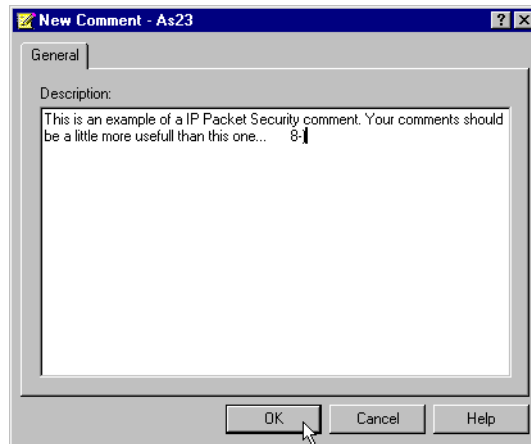 New Comment - As23
General
Description:
This is an example of a IP Packet Security comment. Your comments should
be a little more usefull than this one... 8-)
OK Cancel Help